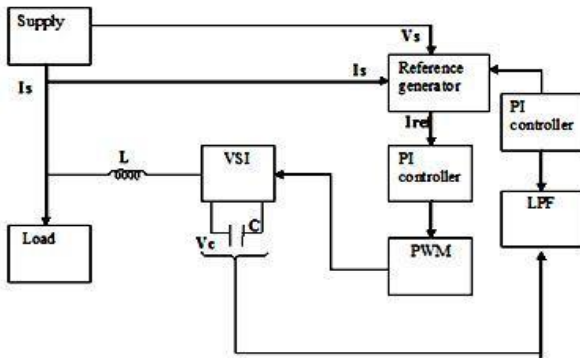 Supply
Vs
Is
Is
Reference
generator
PI
controller
Iref
L
VSI
PI
controller
LPF
C
Vc
Load
PWM